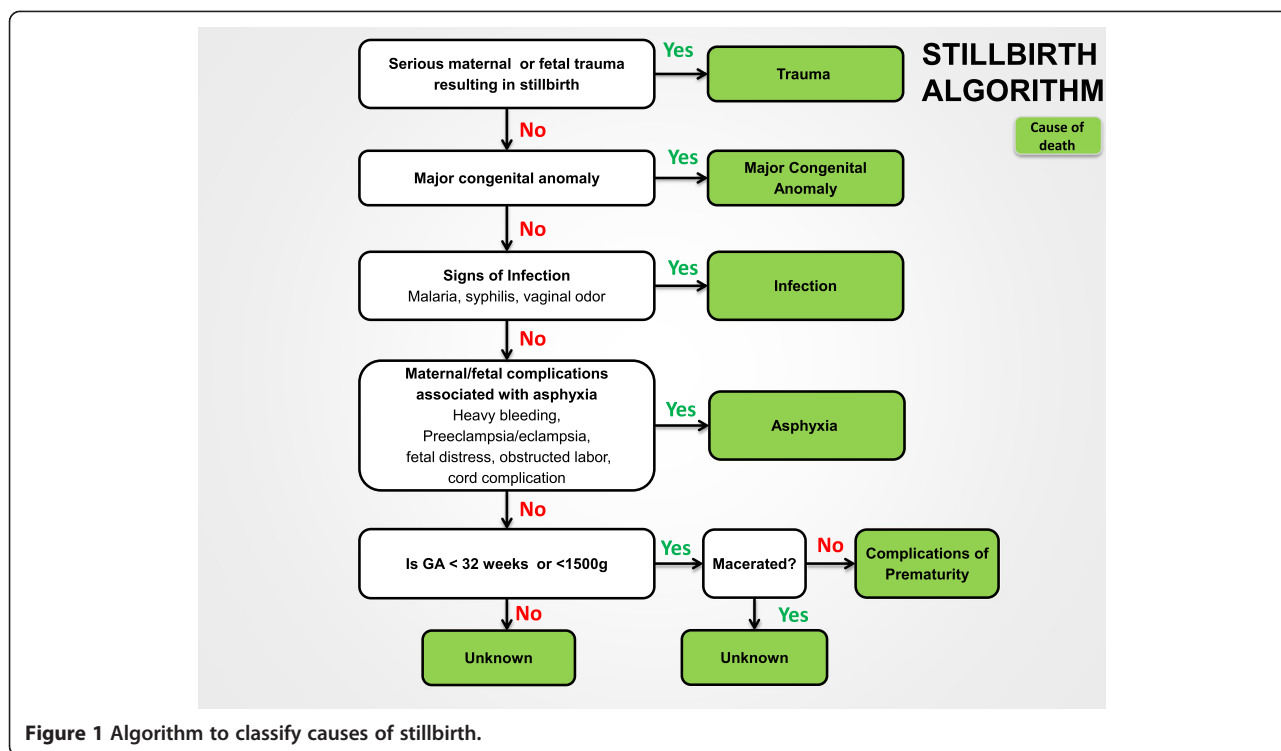 STILLBIRTH
ALGORITHM
Cause of
death
Serious maternal or fetal trauma
resulting in stillbirth
Yes
Trauma
No
Major congenital anomaly
Yes
Major Congenital
Anomaly
No
Signs of Infection
Malaria, syphilis, vaginal odor
Yes
Infection
No
Maternal/fetal complications
associated with asphyxia
Heavy bleeding,
Preeclampsia/eclampsia,
fetal distress, obstructed labor,
cord complication
Yes
Asphyxia
No
Is GA < 32 weeks or <1500g
Yes
Macerated?
No
Complications of
Prematurity
No
Unknown
Yes
Unknown
Figure 1 Algorithm to classify causes of stillbirth.